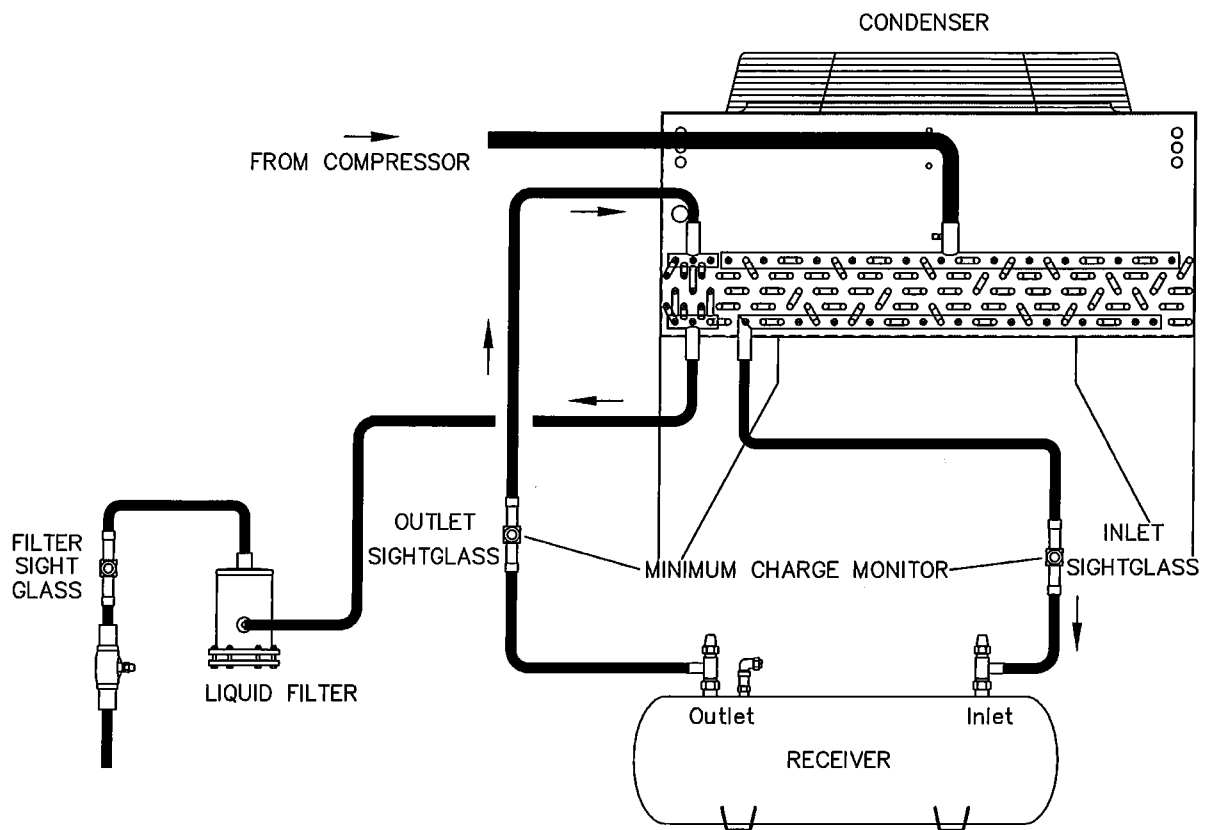 CONDENSER
FROM COMPRESSOR
OUTLET
SIGHTGLASS
INLET
SIGHTGLASS
FILTER
SIGHT
GLASS
MINIMUM CHARGE MONITOR
LIQUID FILTER
Outlet
Inlet
RECEIVER